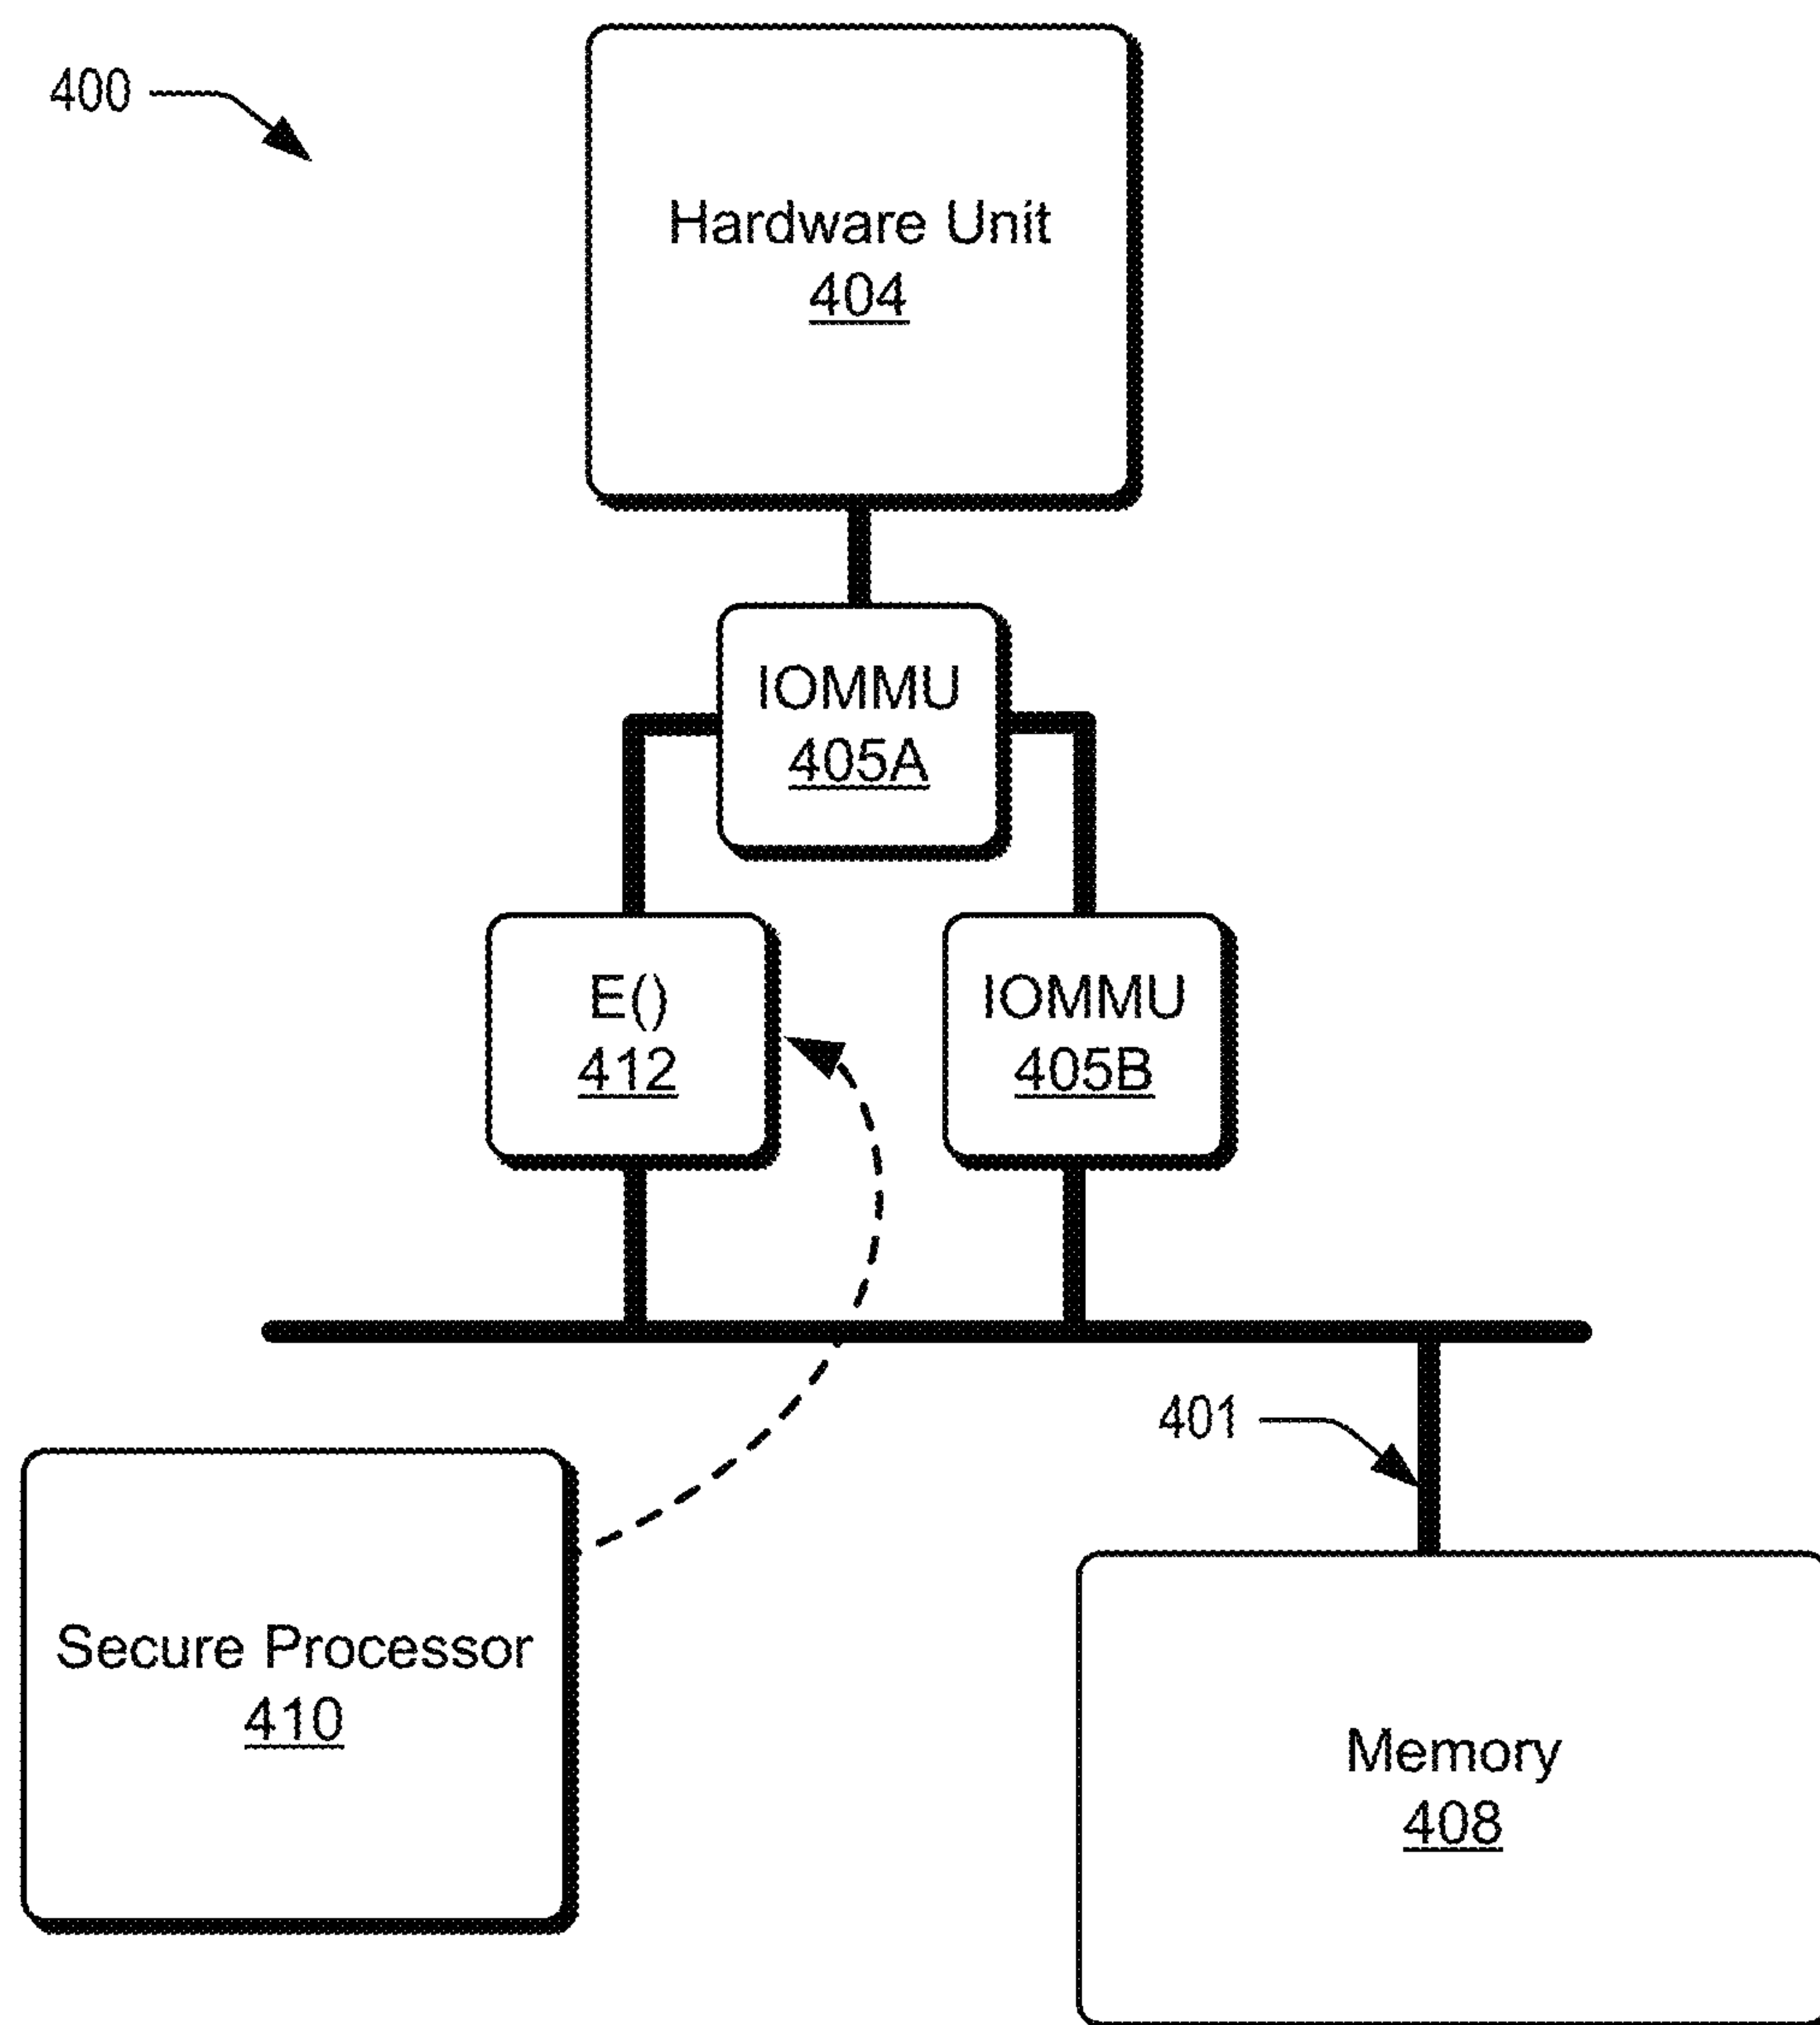 400
Hardware Unit
404
IOMMU
405A
E()
412
IOMMU
405B
401
Secure Processor
410
Memory
408